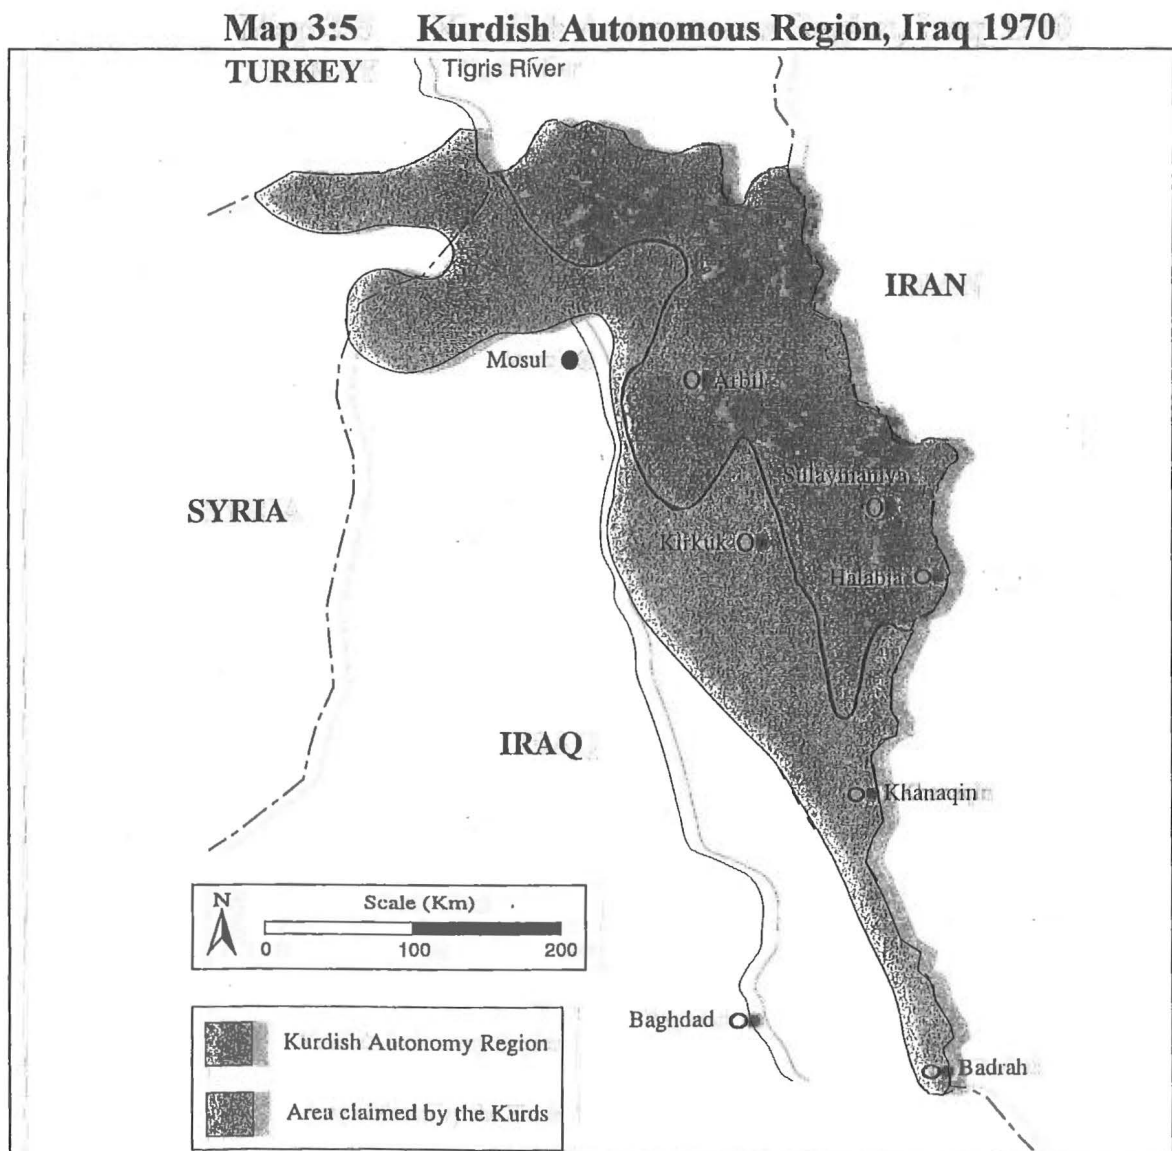 Map 3:5 Kurdish Autonomous Region, Iraq 1970
TURKEY
Tigris River
IRAN
Mosul
Arbil
Sulaymaniya
SYRIA
Kirkuk
Halabja
IRAQ
Khanaqin
N
Scale (Km)
0 100 200
Baghdad
Kurdish Autonomy Region
Badrah
Area claimed by the Kurds